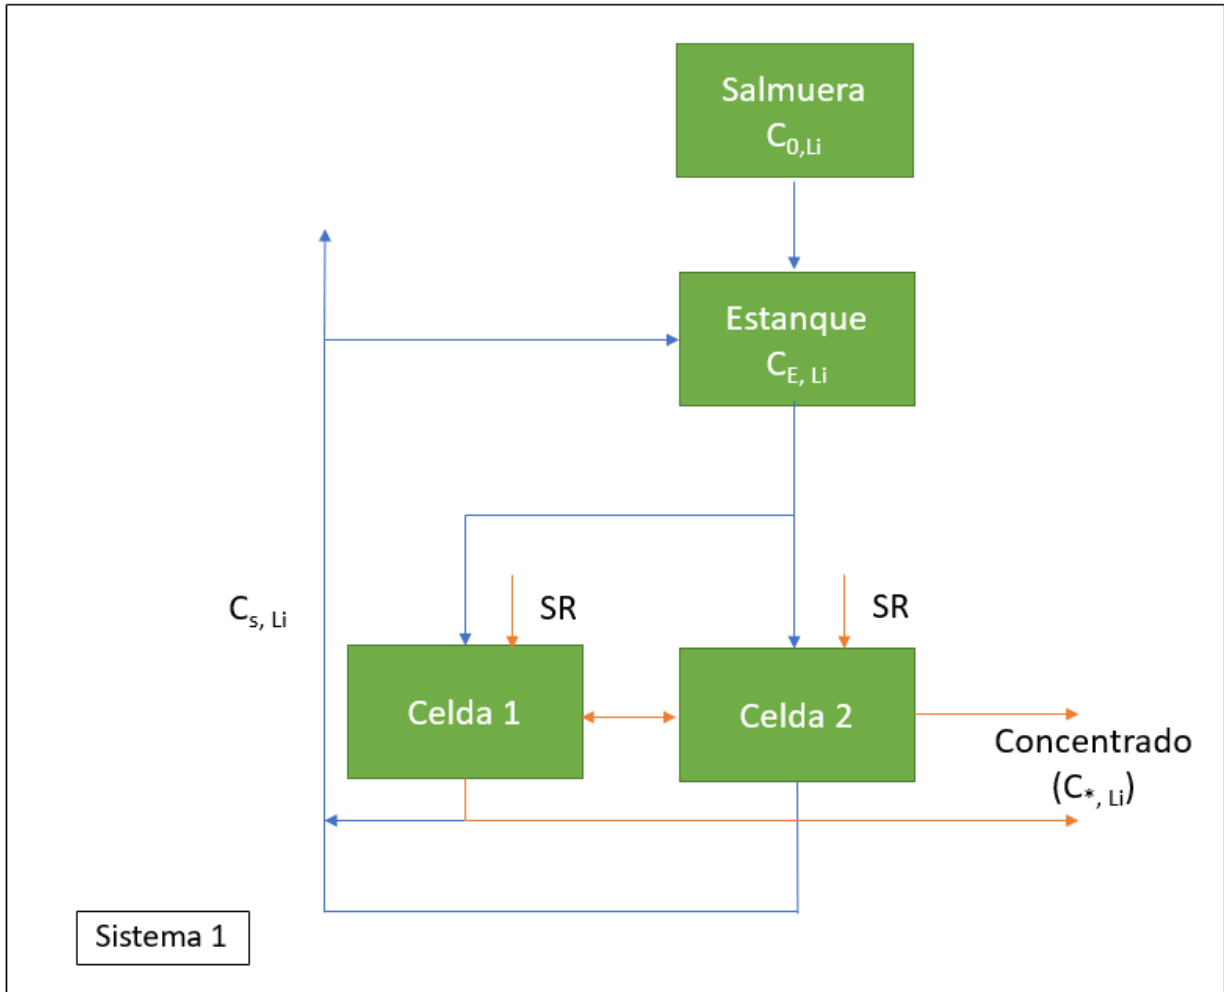 Salmuera
C0,Li
Estanque
CE, Li
Cs, Li
SR
SR
Celda 1
Celda 2
Concentrado
(C*, Li)
Sistema 1